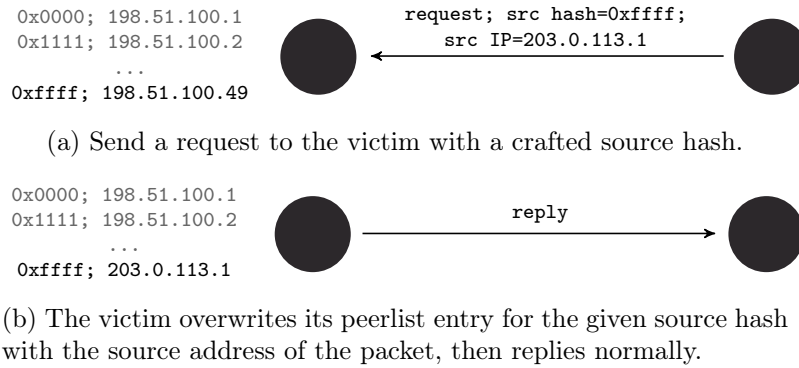 0x0000; 198.51.100.1
0x1111; 198.51.100.2
...
0xffff; 198.51.100.49
request; src hash=0xffff;
src IP=203.0.113.1
(a) Send a request to the victim with a crafted source hash.
0x0000; 198.51.100.1
0x1111; 198.51.100.2
...
0xffff; 203.0.113.1
reply
(b) The victim overwrites its peerlist entry for the given source hash
with the source address of the packet, then replies normally.